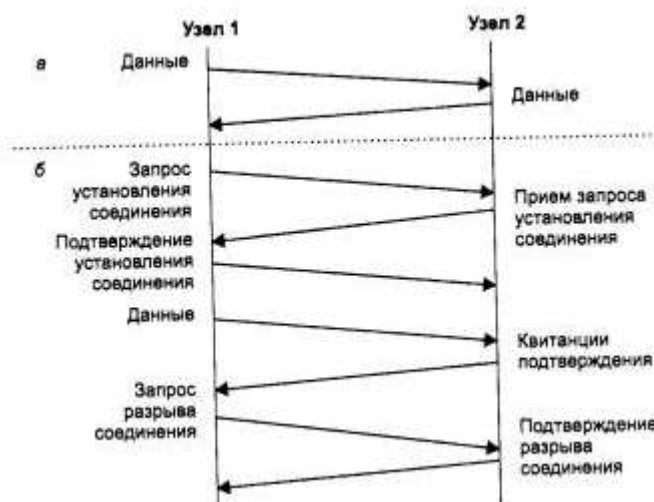 Узел 1
Узел 2
а
Данные
Данные
б
Запрос
установления
соединения
Прием запроса
установления
соединения
Подтверждение
установления
соединения
Данные
Квитанции
подтверждения
Запрос
разрыва
соединения
Подтверждение
разрыва
соединения